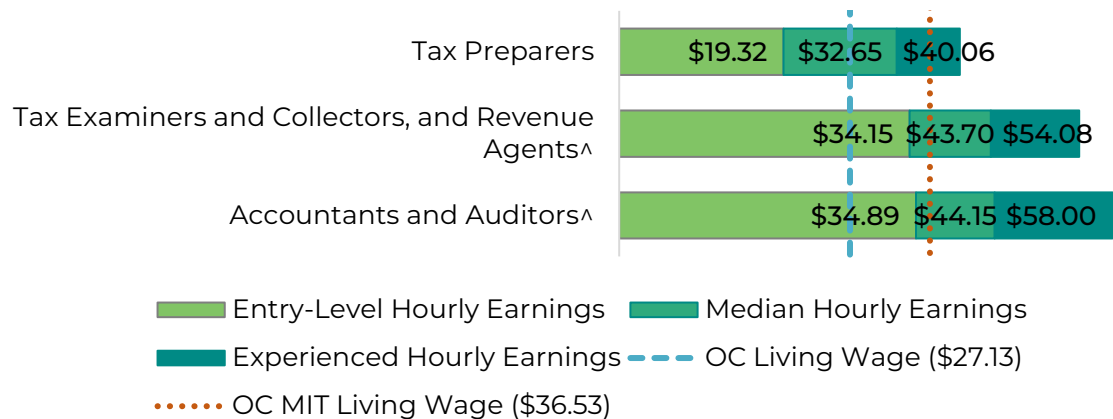 Tax Preparers
$19.32 $32.65 $40.06
Tax Examiners and Collectors, and Revenue
Agents^
$34.15 $43.70 $54.08
Accountants and Auditors^
$34.89 $44.15 $58.00
Entry-Level Hourly Earnings
Median Hourly Earnings
Experienced Hourly Earnings
OC Living Wage ($27.13)
OC MIT Living Wage ($36.53)